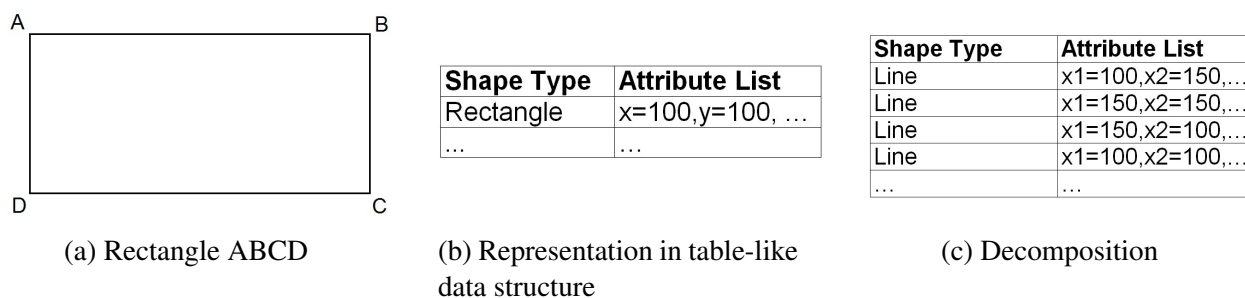 A
B
D
C
(a) Rectangle ABCD
Shape Type Attribute List
Rectangle x=100,y=100, …
… …
(b) Representation in table-like
data structure
Shape Type Attribute List
Line x1=100,x2=150,…
Line x1=150,x2=150,…
Line x1=150,x2=100,…
Line x1=100,x2=100,…
… …
(c) Decomposition